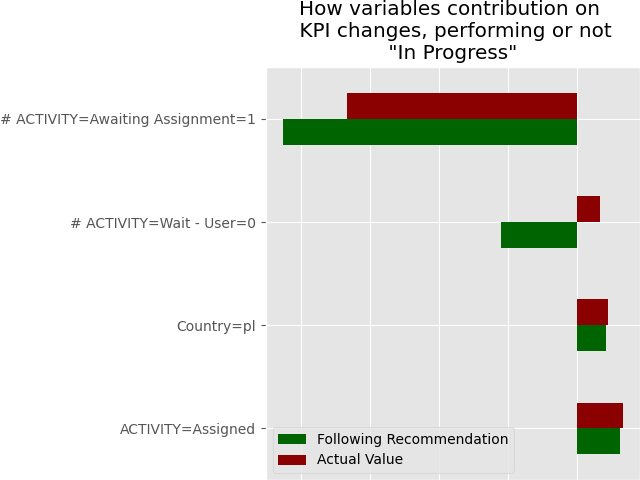 How variables contribution on
KPI changes, performing or not
"In Progress"
# ACTIVITY=Awaiting Assignment=1
# ACTIVITY=Wait - User=0
Country=pl
ACTIVITY=Assigned
Following Recommendation
Actual Value